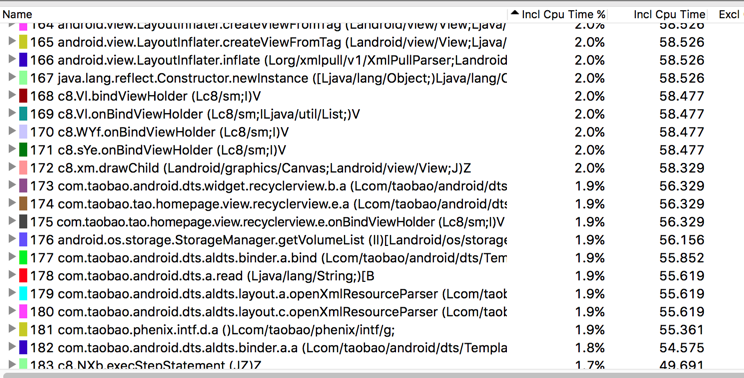 Name Incl Cpu Time % Incl Cpu Time Excl
164 android.view.LayoutInflater.createViewFromTag (Landroid/view/View;Ljava/ 2.0% 58.526
165 android.view.LayoutInflater.createViewFromTag (Landroid/view/View;Ljava/ 2.0% 58.526
166 android.view.LayoutInflater.inflate (Lorg/xmlpull/v1/XmlPullParser;Landroid 2.0% 58.526
167 java.lang.reflect.Constructor.newInstance ([Ljava/lang/Object;)Ljava/lang/O 2.0% 58.526
168 c8.Vl.bindViewHolder (Lc8/sm;I)V 2.0% 58.477
169 c8.Vl.onBindViewHolder (Lc8/sm;ILjava/util/List;)V 2.0% 58.477
170 c8.WYf.onBindViewHolder (Lc8/sm;I)V 2.0% 58.477
171 c8.sYe.onBindViewHolder (Lc8/sm;I)V 2.0% 58.477
172 c8.xm.drawChild (Landroid/graphics/Canvas;Landroid/view/View;J)Z 2.0% 58.329
173 com.taobao.android.dts.widget.recyclerview.b.a (Lcom/taobao/android/dts 1.9% 56.329
174 com.taobao.tao.homepage.view.recyclerview.e.a (Lcom/taobao/android/dts 1.9% 56.329
175 com.taobao.tao.homepage.view.recyclerview.e.onBindViewHolder (Lc8/sm;I)V 1.9% 56.329
176 android.os.storage.StorageManager.getVolumeList (II)[Landroid/os/storage 1.9% 56.156
177 com.taobao.android.dts.aldts.binder.a.bind (Lcom/taobao/android/dts/Tem 1.9% 55.852
178 com.taobao.android.dts.a.read (Ljava/lang/String;)[B 1.9% 55.619
179 com.taobao.android.dts.aldts.layout.a.openXmlResourceParser (Lcom/taob 1.9% 55.619
180 com.taobao.android.dts.aldts.layout.c.openXmlResourceParser (Lcom/taob 1.9% 55.619
181 com.taobao.phenix.intf.d.a ()Lcom/taobao/phenix/intf/g; 1.9% 55.361
182 com.taobao.android.dts.aldts.binder.a.a (Lcom/taobao/android/dts/Templa 1.8% 54.575
183 c8.NXb.execStepStatement (JZ)Z 1.7% 49.691